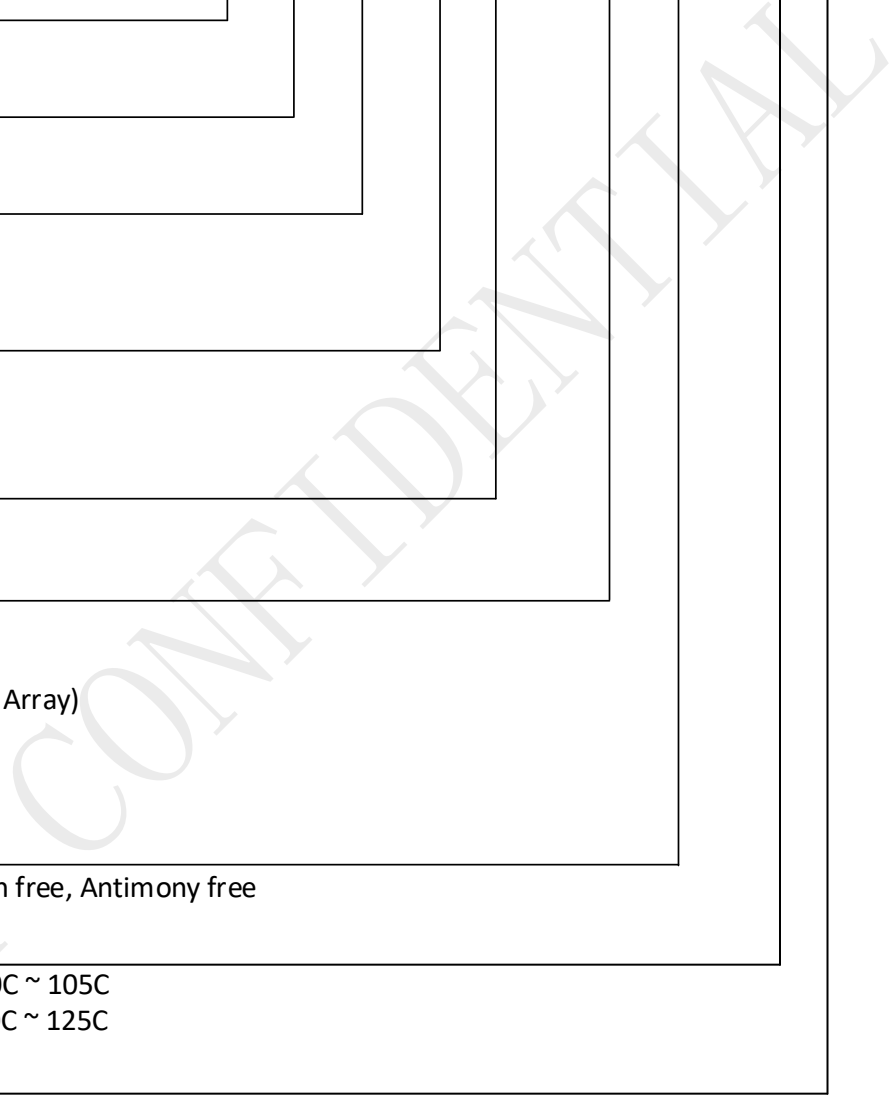 Array)
free, Antimony free
C ~ 105C
C ~ 125C
CONFIDENTIAL